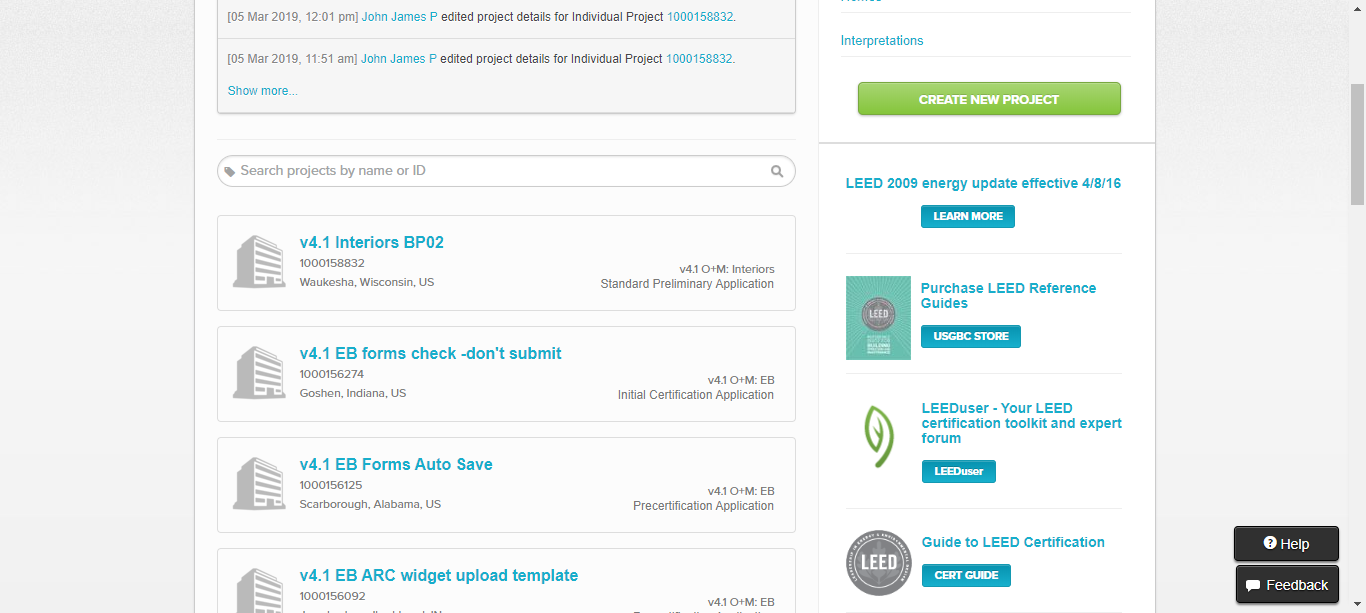 [05 Mar 2019, 12:01 pm] John James P edited project details for Individual Project 1000158832.
[05 Mar 2019, 11:51 am] John James P edited project details for Individual Project 1000158832.
Show more...
Search projects by name or ID
v4.1 Interiors BP02
1000158832
Waukesha, Wisconsin, US
v4.1 O+M: Interiors
Standard Preliminary Application
v4.1 EB forms check -don't submit
1000156274
Goshen, Indiana, US
v4.1 O+M: EB
Initial Certification Application
v4.1 EB Forms Auto Save
1000156125
Scarborough, Alabama, US
v4.1 O+M: EB
Precertification Application
v4.1 EB ARC widget upload template
1000156092
v4.1 O+M: EB
Interpretations
CREATE NEW PROJECT
LEED 2009 energy update effective 4/8/16
LEARN MORE
LEED
Purchase LEED Reference
Guides
USGBC STORE
LEEDuser - Your LEED
certification toolkit and expert
forum
LEEDuser
LEED
Guide to LEED Certification
CERT GUIDE
Help
Feedback